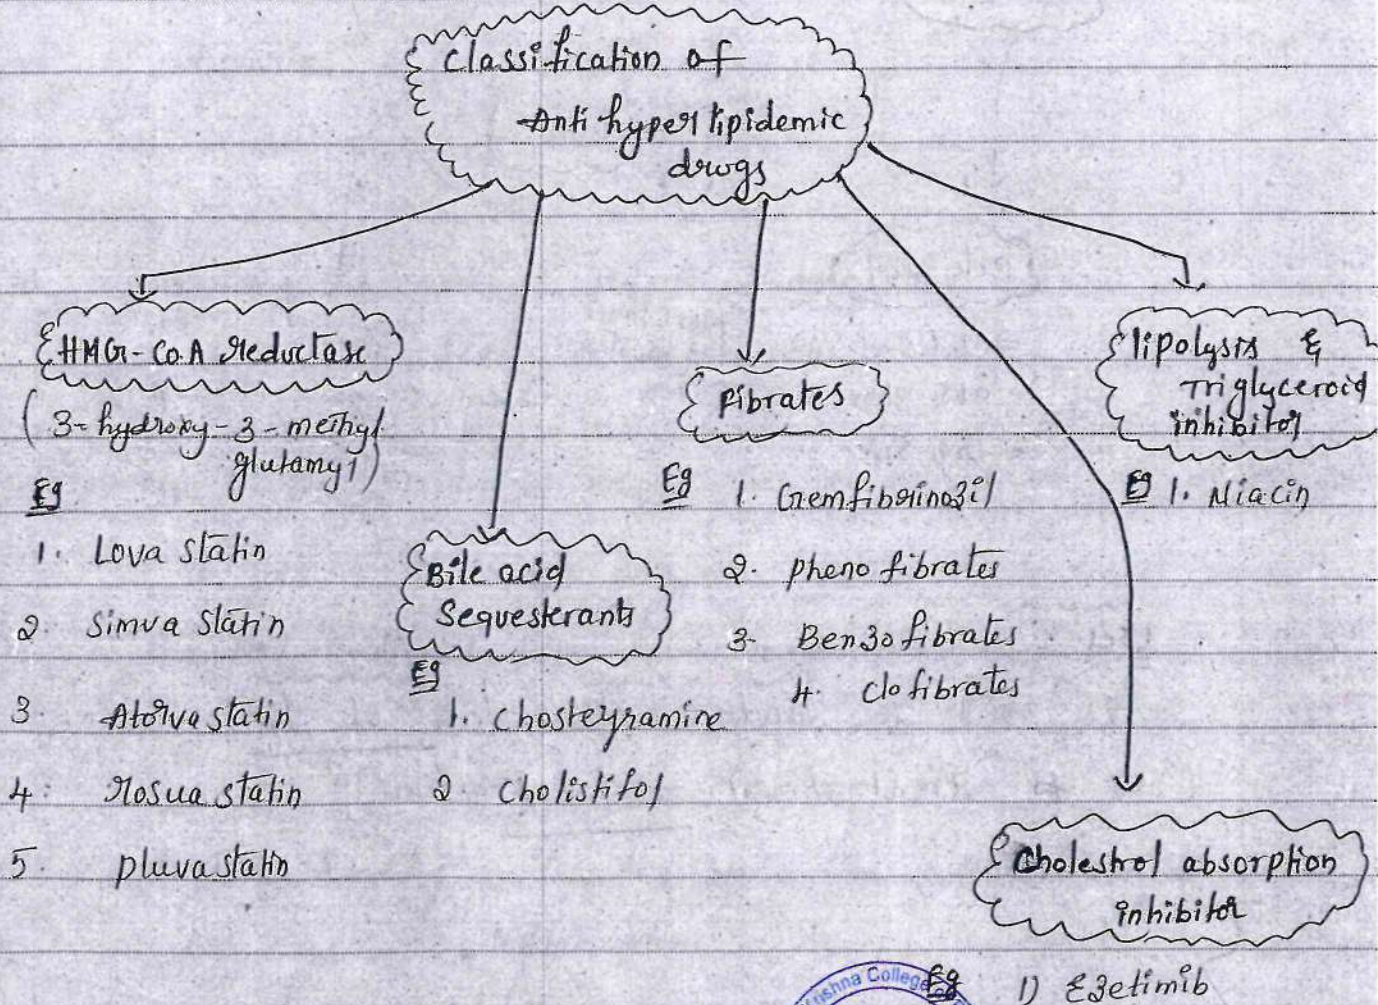 Classification of
Anti hyper lipidemic
drugs
HMG-Co.A reductase
(3-hydroxy-3-methyl
glutamyl)
Eg
1. Lova statin
2. Simva statin
3. Atorva statin
4. rosua statin
5. pluva statin
Bile acid
Sequesterants
Eg
1. chosteyramine
2. Cholistifol
Fibrates
Eg 1. Gemfibrinozil
2. pheno fibrates
3. Benzo fibrates
4. clo fibrates
lipolysis &
Triglyceroid
inhibitor
Eg 1. Niacin
Cholestrol absorption
inhibitor
Eg 1) Ezetimib
rishna College